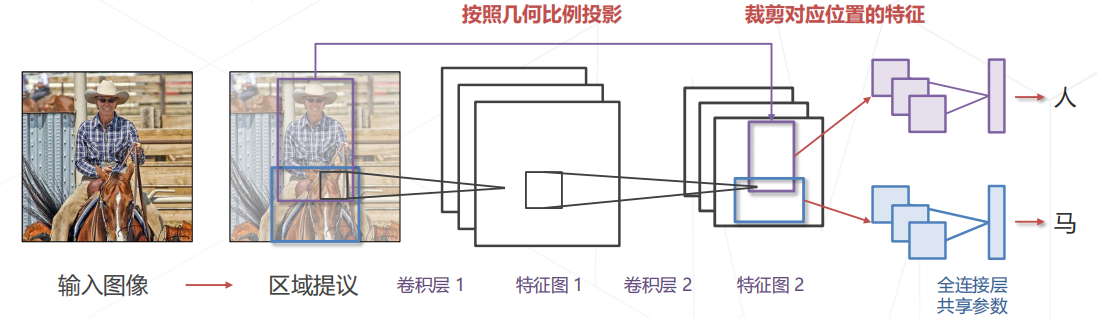 按照几何比例投影
裁剪对应位置的特征
人
马
输入图像
区域提议
卷积层 1
特征图 1
卷积层 2
特征图 2
全连接层
共享参数